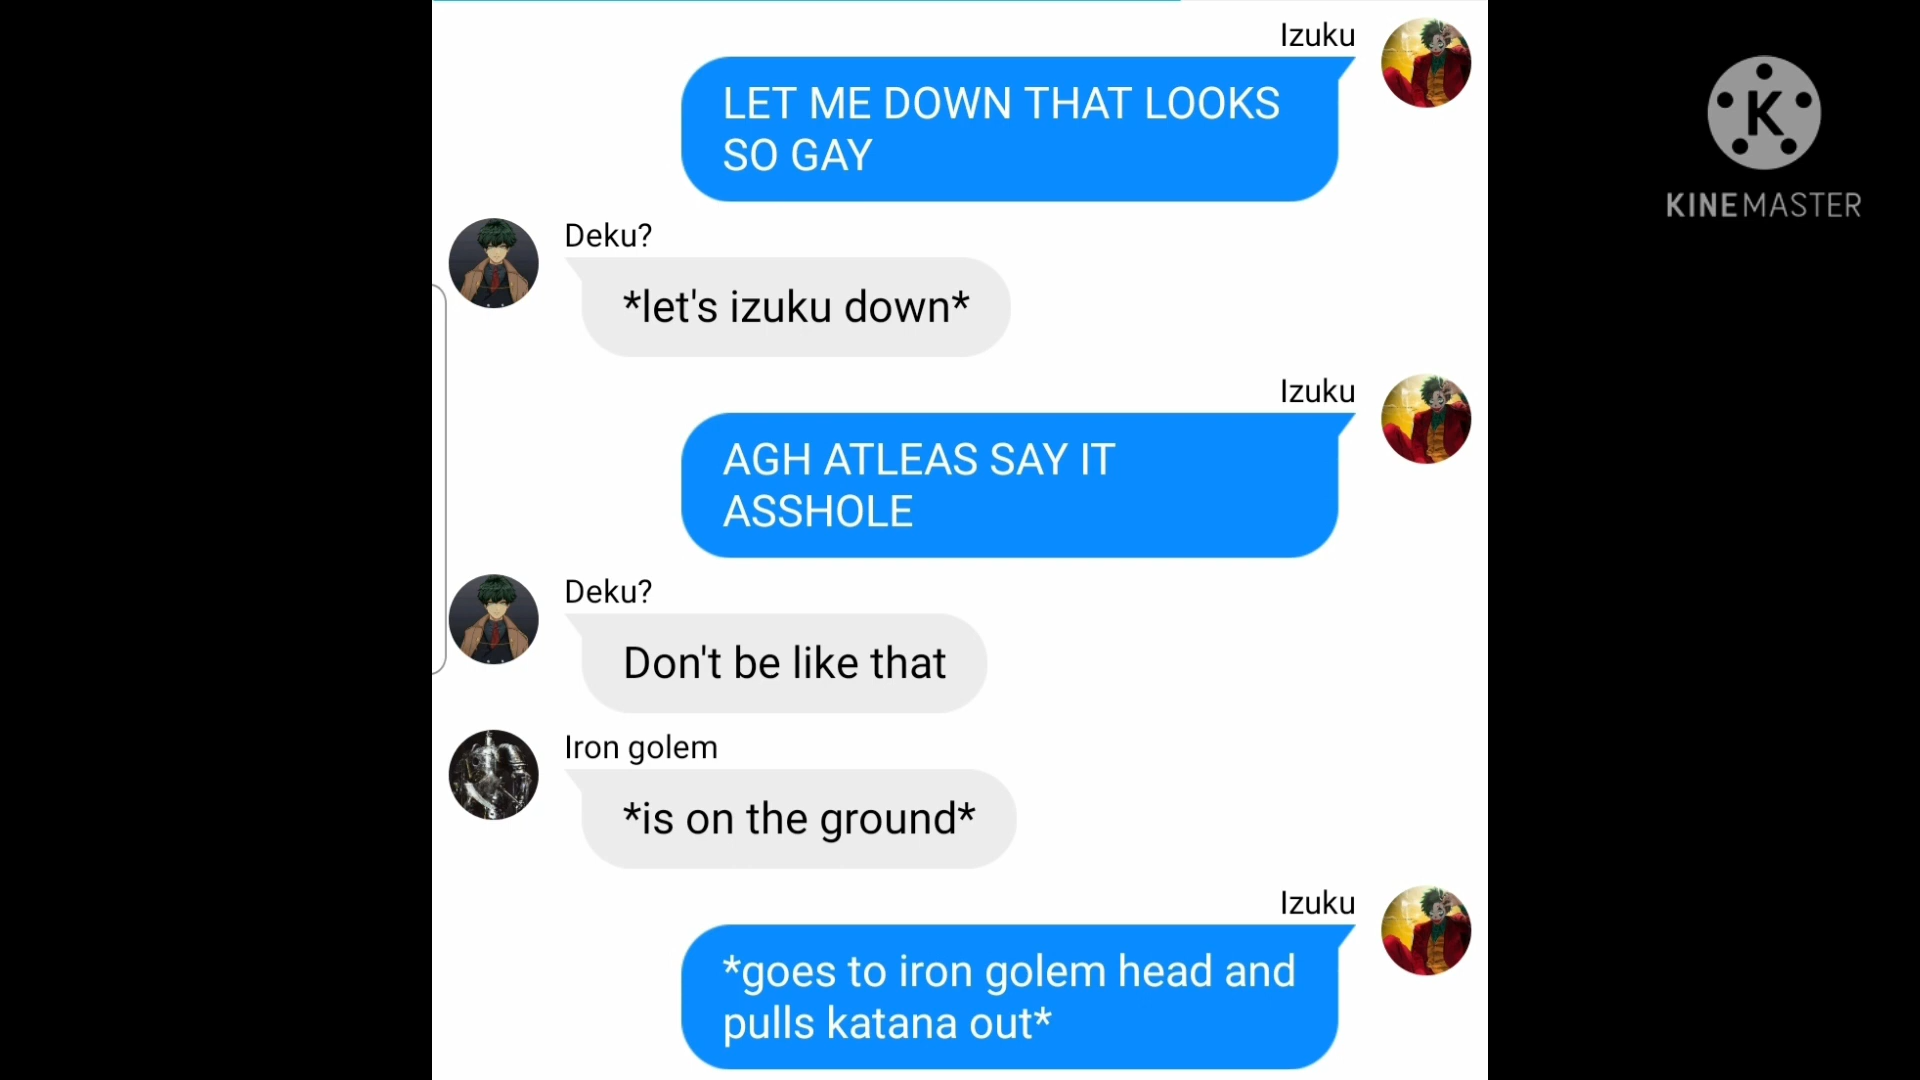 Izuku
LET ME DOWN THAT LOOKS
SO GAY
Deku?
*let's izuku down*
Izuku
AGH ATLEAS SAY IT
ASSHOLE
Deku?
Don't be like that
Iron golem
*is on the ground*
Izuku
*goes to iron golem head and
pulls katana out*
K
KINEMASTER